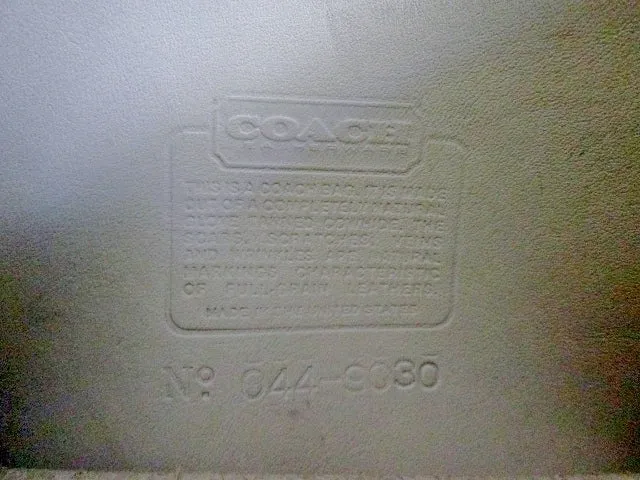 COACH
THIS IS A COACH BAG. IT IS MADE
OUT OF A COMPLETELY NATURAL
GLOVE TANNED COWHIDE. THE
SCARS, SCRATCHES, VEINS
AND WRINKLES ARE NATURAL
MARKINGS CHARACTERISTIC
OF FULL-GRAIN LEATHERS.
MADE IN THE UNITED STATES
No.